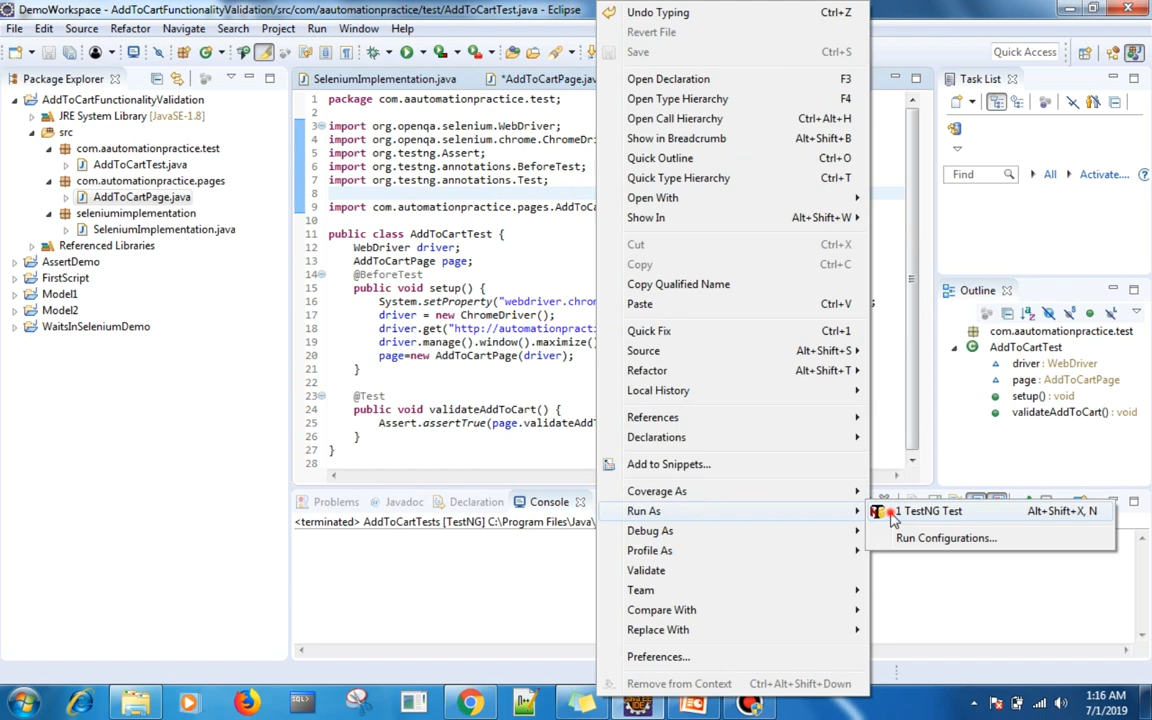 DemoWorkspace - AddToCartFunctionalityValidation/src/com/aautomationpractice/test/AddToCartTest.java - Eclipse
File Edit Source Refactor Navigate Search Project Run Window Help
Quick Access
Package Explorer
AddToCartFunctionalityValidation
JRE System Library [JavaSE-1.8]
src
com.aautomationpractice.test
AddToCartTest.java
com.automationpractice.pages
AddToCartPage.java
seleniumimplementation
SeleniumImplementation.java
Referenced Libraries
AssertDemo
FirstScript
Model1
Model2
WaitsInSeleniumDemo
SeleniumImplementation.java
*AddToCartPage.jav
1 package com.aautomationpractice.test;
2
3 import org.openqa.selenium.WebDriver;
4 import org.openqa.selenium.chrome.ChromeDri
5 import org.testng.Assert;
6 import org.testng.annotations.BeforeTest;
7 import org.testng.annotations.Test;
8
9 import com.automationpractice.pages.AddToCa
10
11 public class AddToCartTest {
12 WebDriver driver;
13 AddToCartPage page;
14 @BeforeTest
15 public void setup() {
16 System.setProperty("webdriver.chro
17 driver = new ChromeDriver();
18 driver.get("http://automationpracti
19 driver.manage().window().maximize()
20 page=new AddToCartPage(driver);
21 }
22
23 @Test
24 public void validateAddToCart() {
25 Assert.assertTrue(page.validateAddT
26 }
27 }
28
Problems Javadoc Declaration Console
<terminated> AddToCartTests [TestNG] C:\Program Files\Java\
Undo Typing Ctrl+Z
Revert File
Save Ctrl+S
Open Declaration F3
Open Type Hierarchy F4
Open Call Hierarchy Ctrl+Alt+H
Show in Breadcrumb Alt+Shift+B
Quick Outline Ctrl+O
Quick Type Hierarchy Ctrl+T
Open With
Show In Alt+Shift+W
Cut Ctrl+X
Copy Ctrl+C
Copy Qualified Name
Paste Ctrl+V
Quick Fix Ctrl+1
Source Alt+Shift+S
Refactor Alt+Shift+T
Local History
References
Declarations
Add to Snippets...
Coverage As
Run As
Debug As
Profile As
Validate
Team
Compare With
Replace With
Preferences...
Remove from Context Ctrl+Alt+Shift+Down
1 TestNG Test Alt+Shift+X, N
Run Configurations...
Task List
Find All Activate...
Outline
com.aautomationpractice.test
AddToCartTest
driver : WebDriver
page : AddToCartPage
setup() : void
validateAddToCart() : void
1:16 AM
7/1/2019